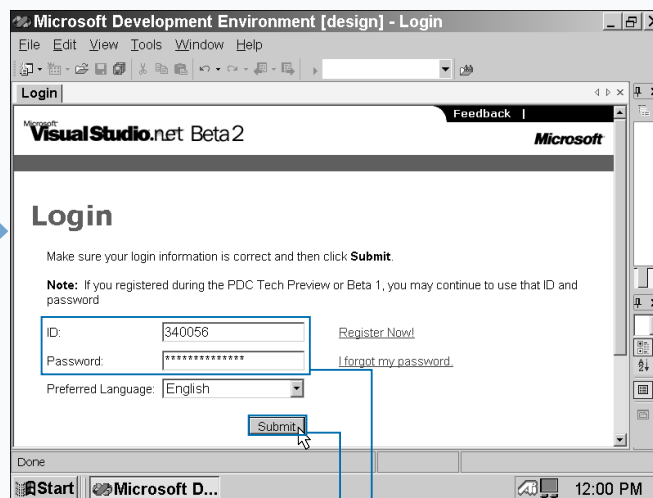 Microsoft Development Environment [design] - Login
File Edit View Tools Window Help
Login
Feedback |
Microsoft
Visual Studio.net Beta 2
Microsoft
Login
Make sure your login information is correct and then click Submit.
Note: If you registered during the PDC Tech Preview or Beta 1, you may continue to use that ID and
password
ID: 340056 Register Now!
Password: ************** I forgot my password.
Preferred Language: English
Submit
Done
Start Microsoft D... 12:00 PM